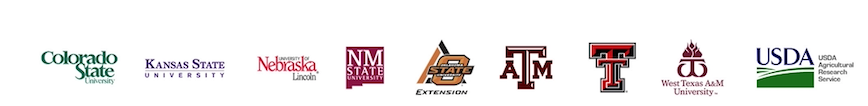 Colorado
State
University
KANSAS STATE
UNIVERSITY
UNIVERSITY OF
Nebraska
Lincoln
NM
STATE
UNIVERSITY
STATE
EXTENSION
ATM
T
West Texas A&M
University
USDA
USDA
Agricultural
Research
Service